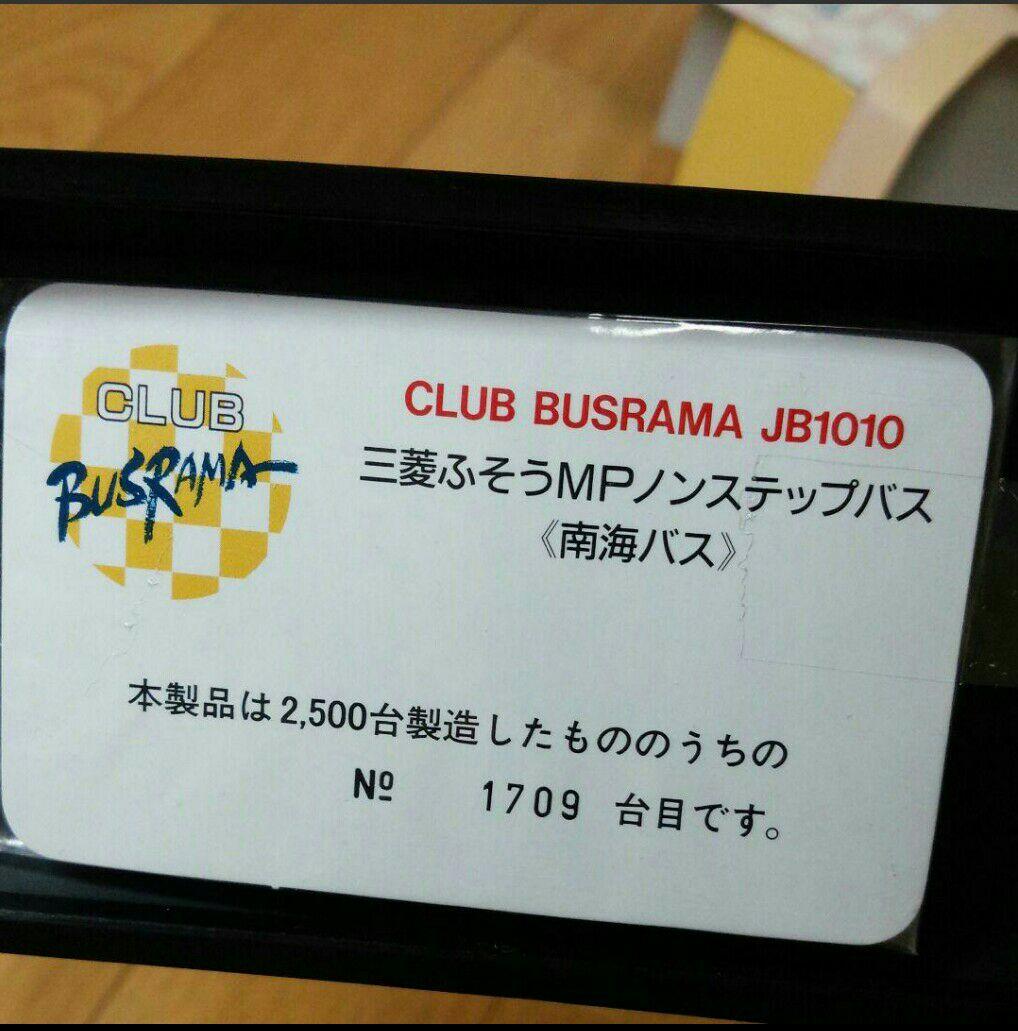 CLUB
BUSRAMA
CLUB BUSRAMA JB1010
三菱ふそうMPノンステップバス
《南海バス》
本製品は2,500台製造したもののうちの
№ 1709 台目です。